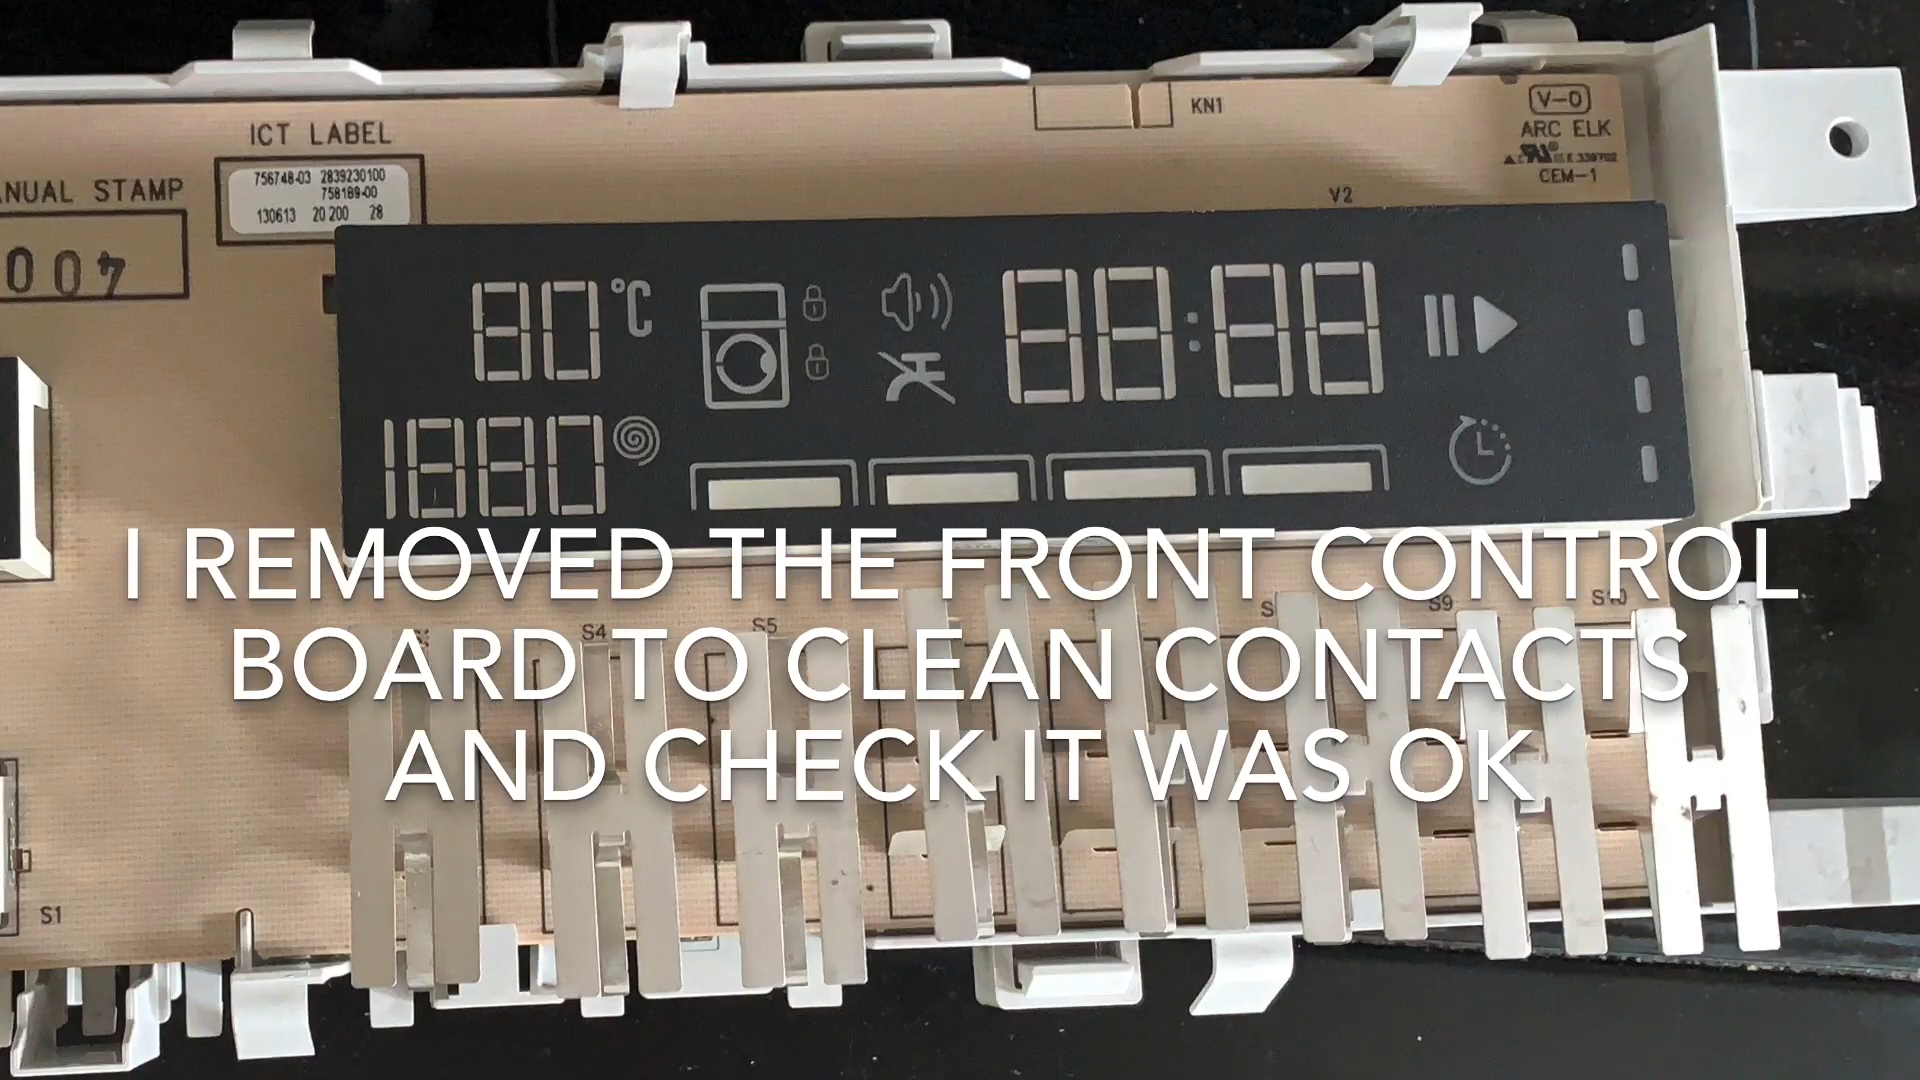 V-0
KN1
ARC ELK
ICT LABEL
CEM-1
756748-03 2839230100
758189-00
130613 20 200 28
ANUAL STAMP
V2
400
80 °C
88:88
1880
I REMOVED THE FRONT CONTROL
BOARD TO CLEAN CONTACTS
AND CHECK IT WAS OK
S4
S5
S9
S10
S1